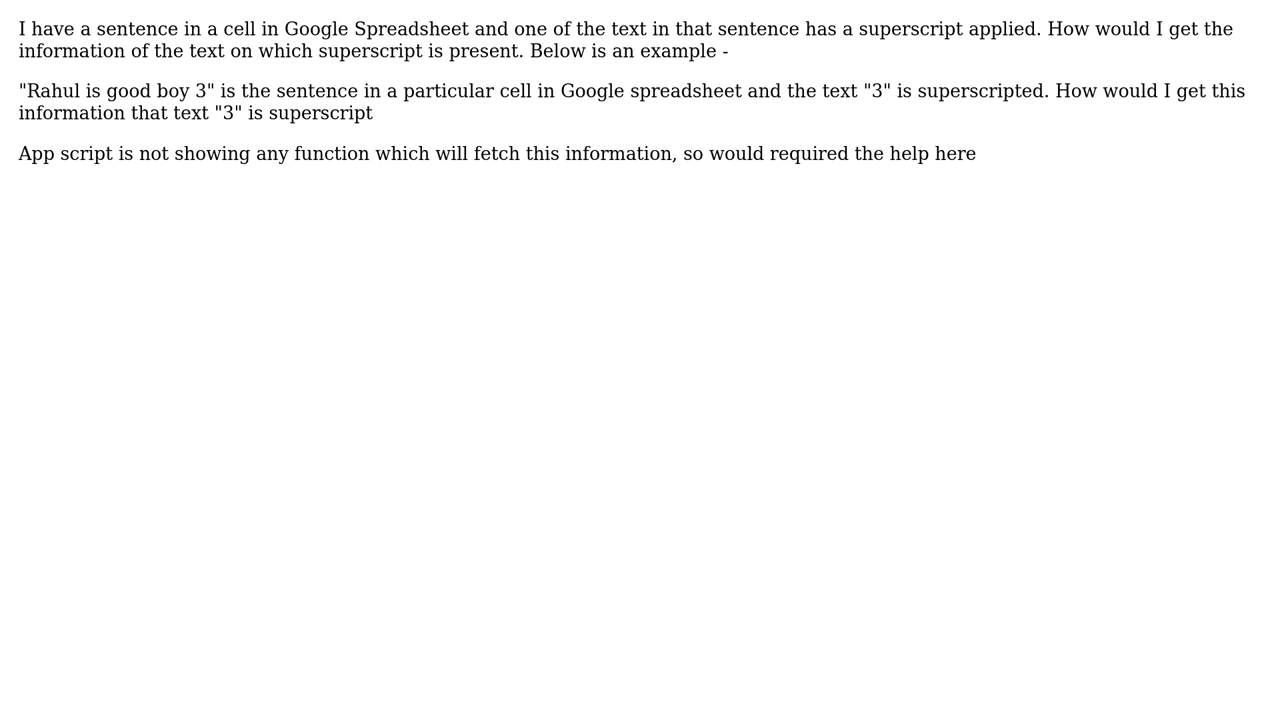 I have a sentence in a cell in Google Spreadsheet and one of the text in that sentence has a superscript applied. How would I get the
information of the text on which superscript is present. Below is an example -
"Rahul is good boy 3" is the sentence in a particular cell in Google spreadsheet and the text "3" is superscripted. How would I get this
information that text "3" is superscript
App script is not showing any function which will fetch this information, so would required the help here